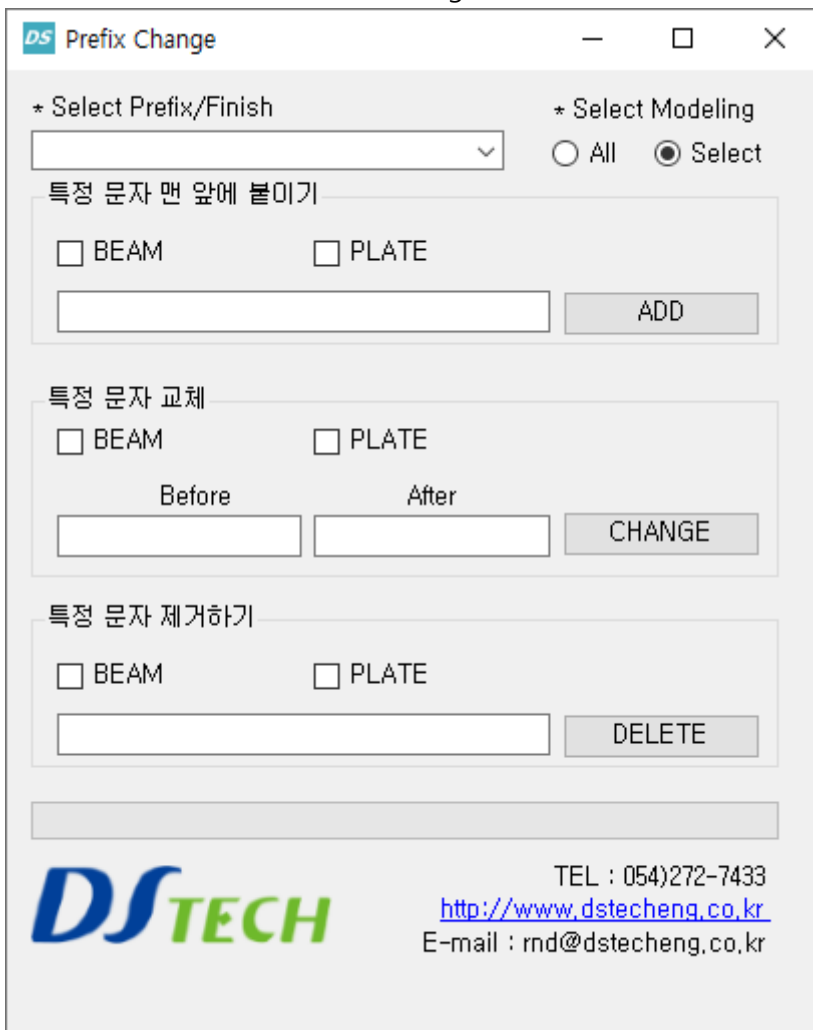 DS Prefix Change
* Select Prefix/Finish
* Select Modeling
All
Select
특정 문자 맨 앞에 붙이기
BEAM
PLATE
ADD
특정 문자 교체
BEAM
PLATE
Before
After
CHANGE
특정 문자 제거하기
BEAM
PLATE
DELETE
DSTECH
TEL : 054)272-7433
http://www.dstecheng.co.kr
E-mail : rnd@dstecheng.co.kr